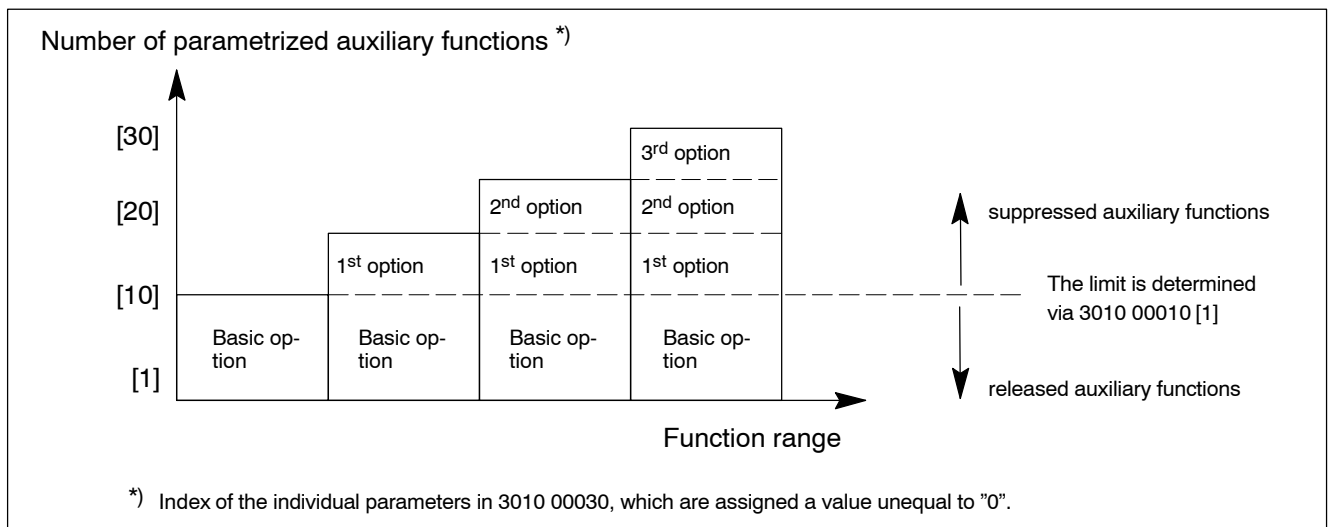 Number of parametrized auxiliary functions *)
[30]
3rd option
[20]
2nd option
2nd option
suppressed auxiliary functions
1st option
1st option
1st option
[10]
The limit is determined
via 3010 00010 [1]
Basic op-
tion
Basic op-
tion
Basic op-
tion
Basic op-
tion
[1]
released auxiliary functions
Function range
*) Index of the individual parameters in 3010 00030, which are assigned a value unequal to ”0”.